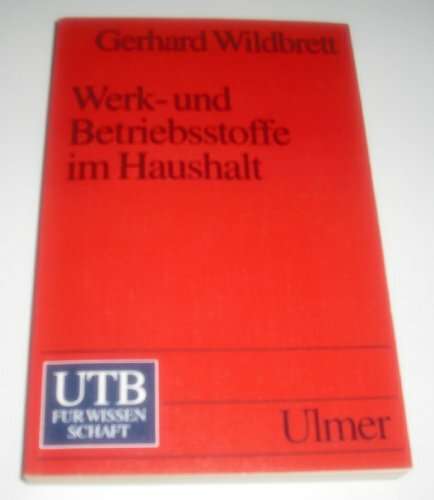 Gerhard Wildbrett
Werk- und
Betriebsstoffe
im Haushalt
UTB
FÜR WISSEN
SCHAFT
Ulmer